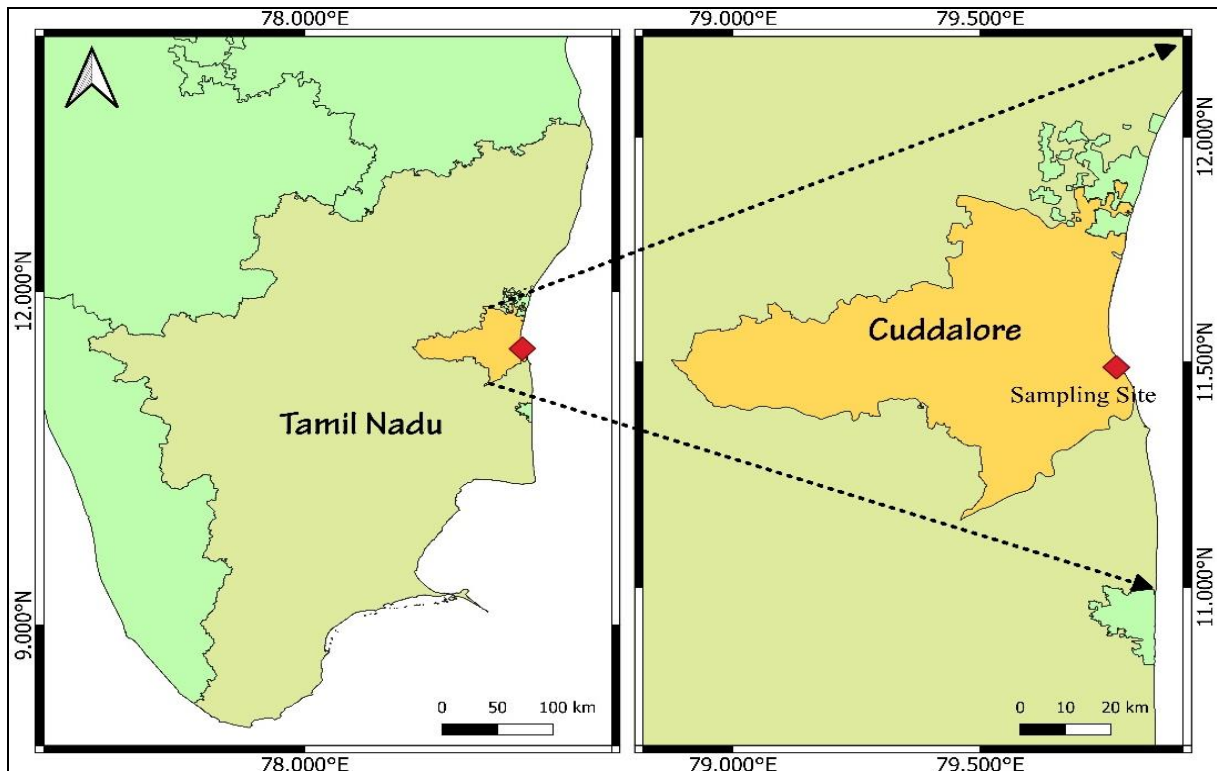 78.000°E
12.000°N
9.000°N
Tamil Nadu
0 50 100 km
78.000°E
79.000°E 79.500°E
12.000°N
11.500°N
11.000°N
Cuddalore
Sampling Site
0 10 20 km
79.000°E 79.500°E